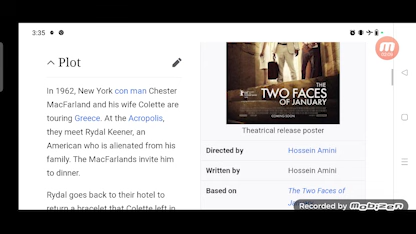 3:35
Plot
In 1962, New York con man Chester
MacFarland and his wife Colette are
touring Greece. At the Acropolis,
they meet Rydal Keener, an
American who is alienated from his
family. The MacFarlands invite him
to dinner.
Rydal goes back to their hotel to
return a bracelet that Colette left in
THE
TWO FACES
OF JANUARY
COMING SOON
Theatrical release poster
Directed by Hossein Amini
Written by Hossein Amini
Based on The Two Faces of
Recorded by mobizen